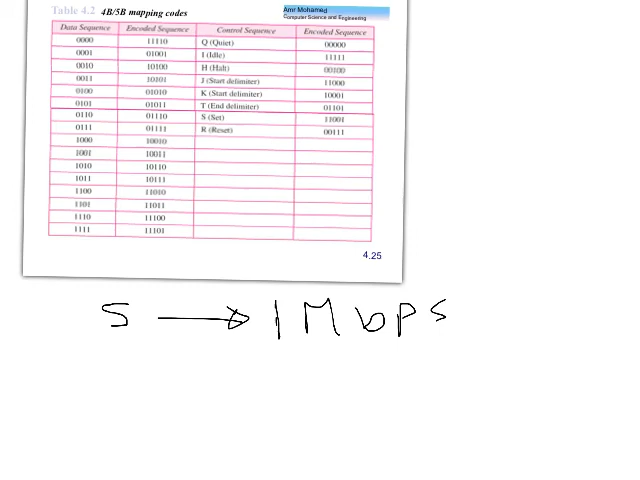 Table 4.2 4B/5B mapping codes
Amr Mohamed
Computer Science and Engineering
Data Sequence Encoded Sequence Control Sequence Encoded Sequence
0000 11110 Q (Quiet) 00000
0001 01001 I (Idle) 11111
0010 10100 H (Halt) 00100
0011 10101 J (Start delimiter) 11000
0100 01010 K (Start delimiter) 10001
0101 01011 T (End delimiter) 01101
0110 01110 S (Set) 11001
0111 01111 R (Reset) 00111
1000 10010
1001 10011
1010 10110
1011 10111
1100 11010
1101 11011
1110 11100
1111 11101
4.25
S → 1 Mbps